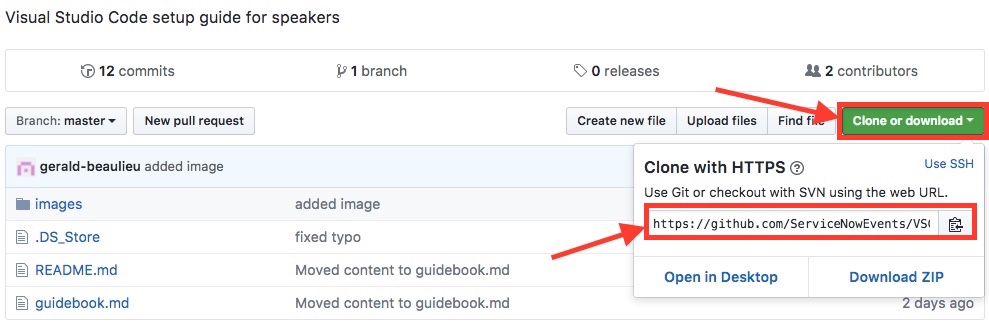 Visual Studio Code setup guide for speakers
12 commits
1 branch
0 releases
2 contributors
Branch: master
New pull request
Create new file
Upload files
Find file
Clone or download
gerald-beaulieu added image
images
added image
.DS_Store
fixed typo
README.md
Moved content to guidebook.md
guidebook.md
Moved content to guidebook.md
2 days ago
Clone with HTTPS
Use SSH
Use Git or checkout with SVN using the web URL.
https://github.com/ServiceNowEvents/VS
Open in Desktop
Download ZIP